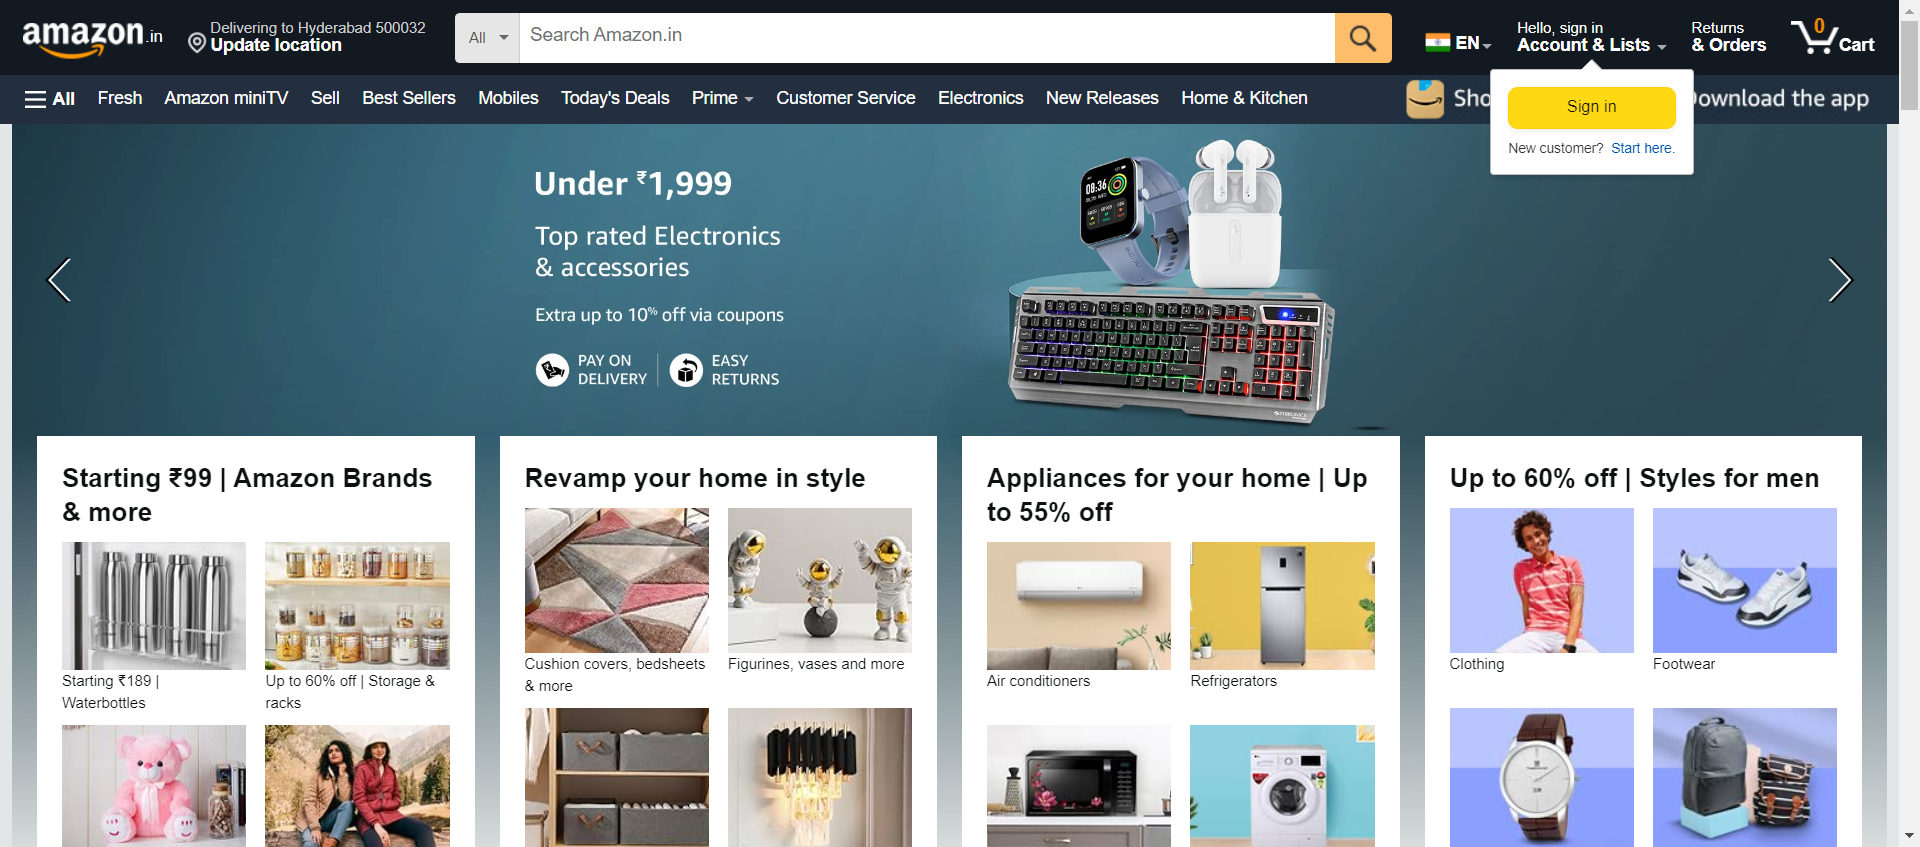 amazon.in
Delivering to Hyderabad 500032
Update location
All
Search Amazon.in
EN
Hello, sign in
Account & Lists
Returns
& Orders
0
Cart
All
Fresh
Amazon miniTV
Sell
Best Sellers
Mobiles
Today's Deals
Prime
Customer Service
Electronics
New Releases
Home & Kitchen
Download the app
Sign in
New customer? Start here.
Under ₹1,999
Top rated Electronics
& accessories
Extra up to 10% off via coupons
PAY ON
DELIVERY
EASY
RETURNS
08:36
ZEBRONICS
Starting ₹99 | Amazon Brands
& more
Starting ₹189 |
Waterbottles
Up to 60% off | Storage &
racks
Revamp your home in style
Cushion covers, bedsheets
& more
Figurines, vases and more
Appliances for your home | Up
to 55% off
Air conditioners
Refrigerators
Up to 60% off | Styles for men
Clothing
Footwear